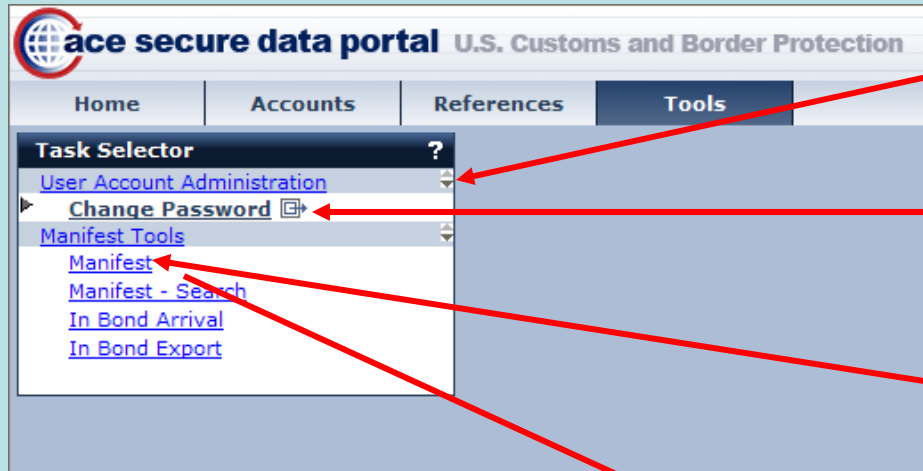 ace secure data portal U.S. Customs and Border Protection
Home Accounts References Tools
Task Selector ?
User Account Administration
Change Password
Manifest Tools
Manifest
Manifest - Search
In Bond Arrival
In Bond Export